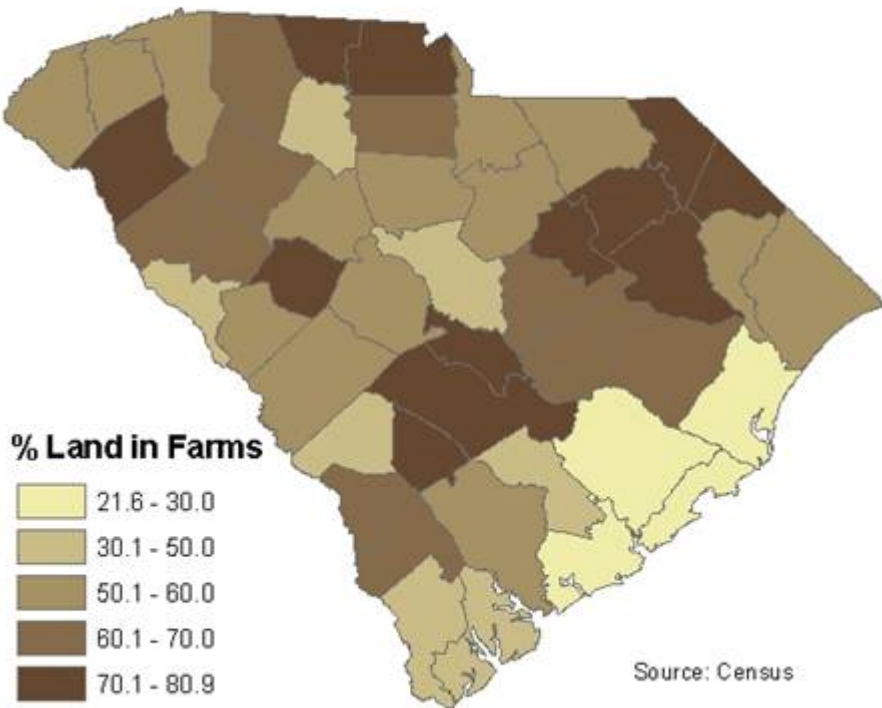 % Land in Farms
21.6 - 30.0
30.1 - 50.0
50.1 - 60.0
60.1 - 70.0
70.1 - 80.9
Source: Census